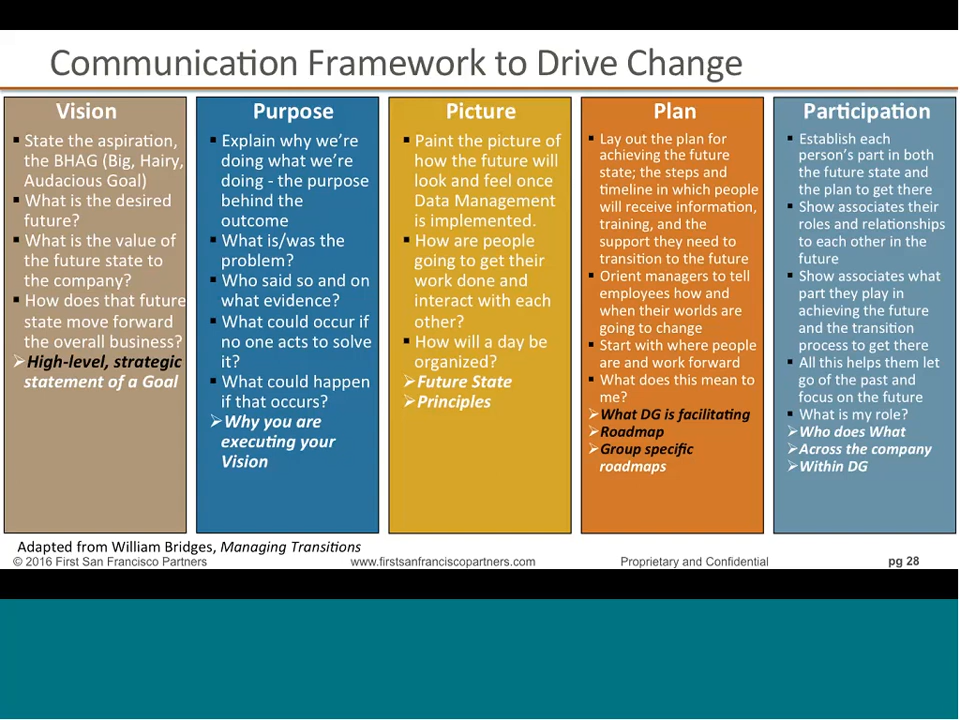 Communication Framework to Drive Change
Vision
▪ State the aspiration,
the BHAG (Big, Hairy,
Audacious Goal)
▪ What is the desired
future?
▪ What is the value of
the future state to
the company?
▪ How does that future
state move forward
the overall business?
➢ High-level, strategic
statement of a Goal
Purpose
▪ Explain why we're
doing what we're
doing - the purpose
behind the
outcome
▪ What is/was the
problem?
▪ Who said so and on
what evidence?
▪ What could occur if
no one acts to solve
it?
▪ What could happen
if that occurs?
➢ Why you are
executing your
Vision
Picture
▪ Paint the picture of
how the future will
look and feel once
Data Management
is implemented.
▪ How are people
going to get their
work done and
interact with each
other?
▪ How will a day be
organized?
➢ Future State
➢ Principles
Plan
▪ Lay out the plan for
achieving the future
state; the steps and
timeline in which people
will receive information,
training, and the
support they need to
transition to the future
▪ Orient managers to tell
employees how and
when their worlds are
going to change
▪ Start with where people
are and work forward
▪ What does this mean to
me?
➢ What DG is facilitating
➢ Roadmap
➢ Group specific
roadmaps
Participation
▪ Establish each
person's part in both
the future state and
the plan to get there
▪ Show associates their
roles and relationships
to each other in the
future
▪ Show associates what
part they play in
achieving the future
and the transition
process to get there
▪ All this helps them let
go of the past and
focus on the future
▪ What is my role?
➢ Who does What
➢ Across the company
➢ Within DG
Adapted from William Bridges, Managing Transitions
© 2016 First San Francisco Partners www.firstsanfranciscopartners.com Proprietary and Confidential pg 28